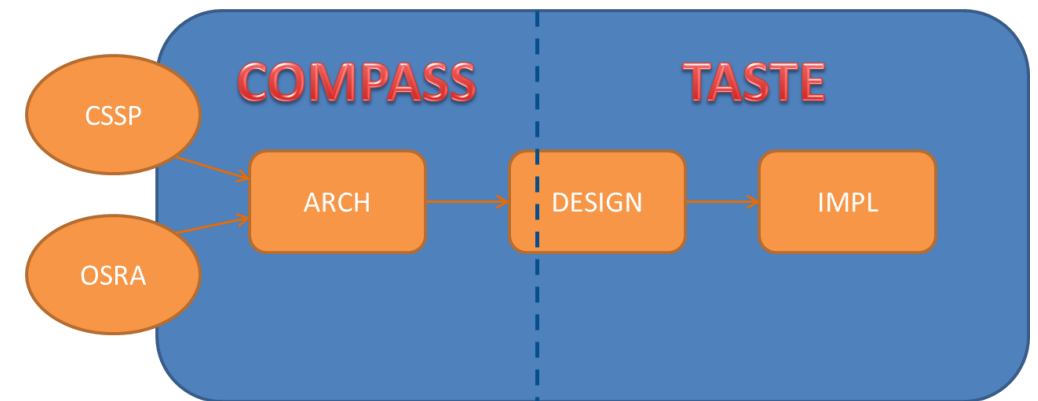 COMPASS
TASTE
CSSP
ARCH
DESIGN
IMPL
OSRA